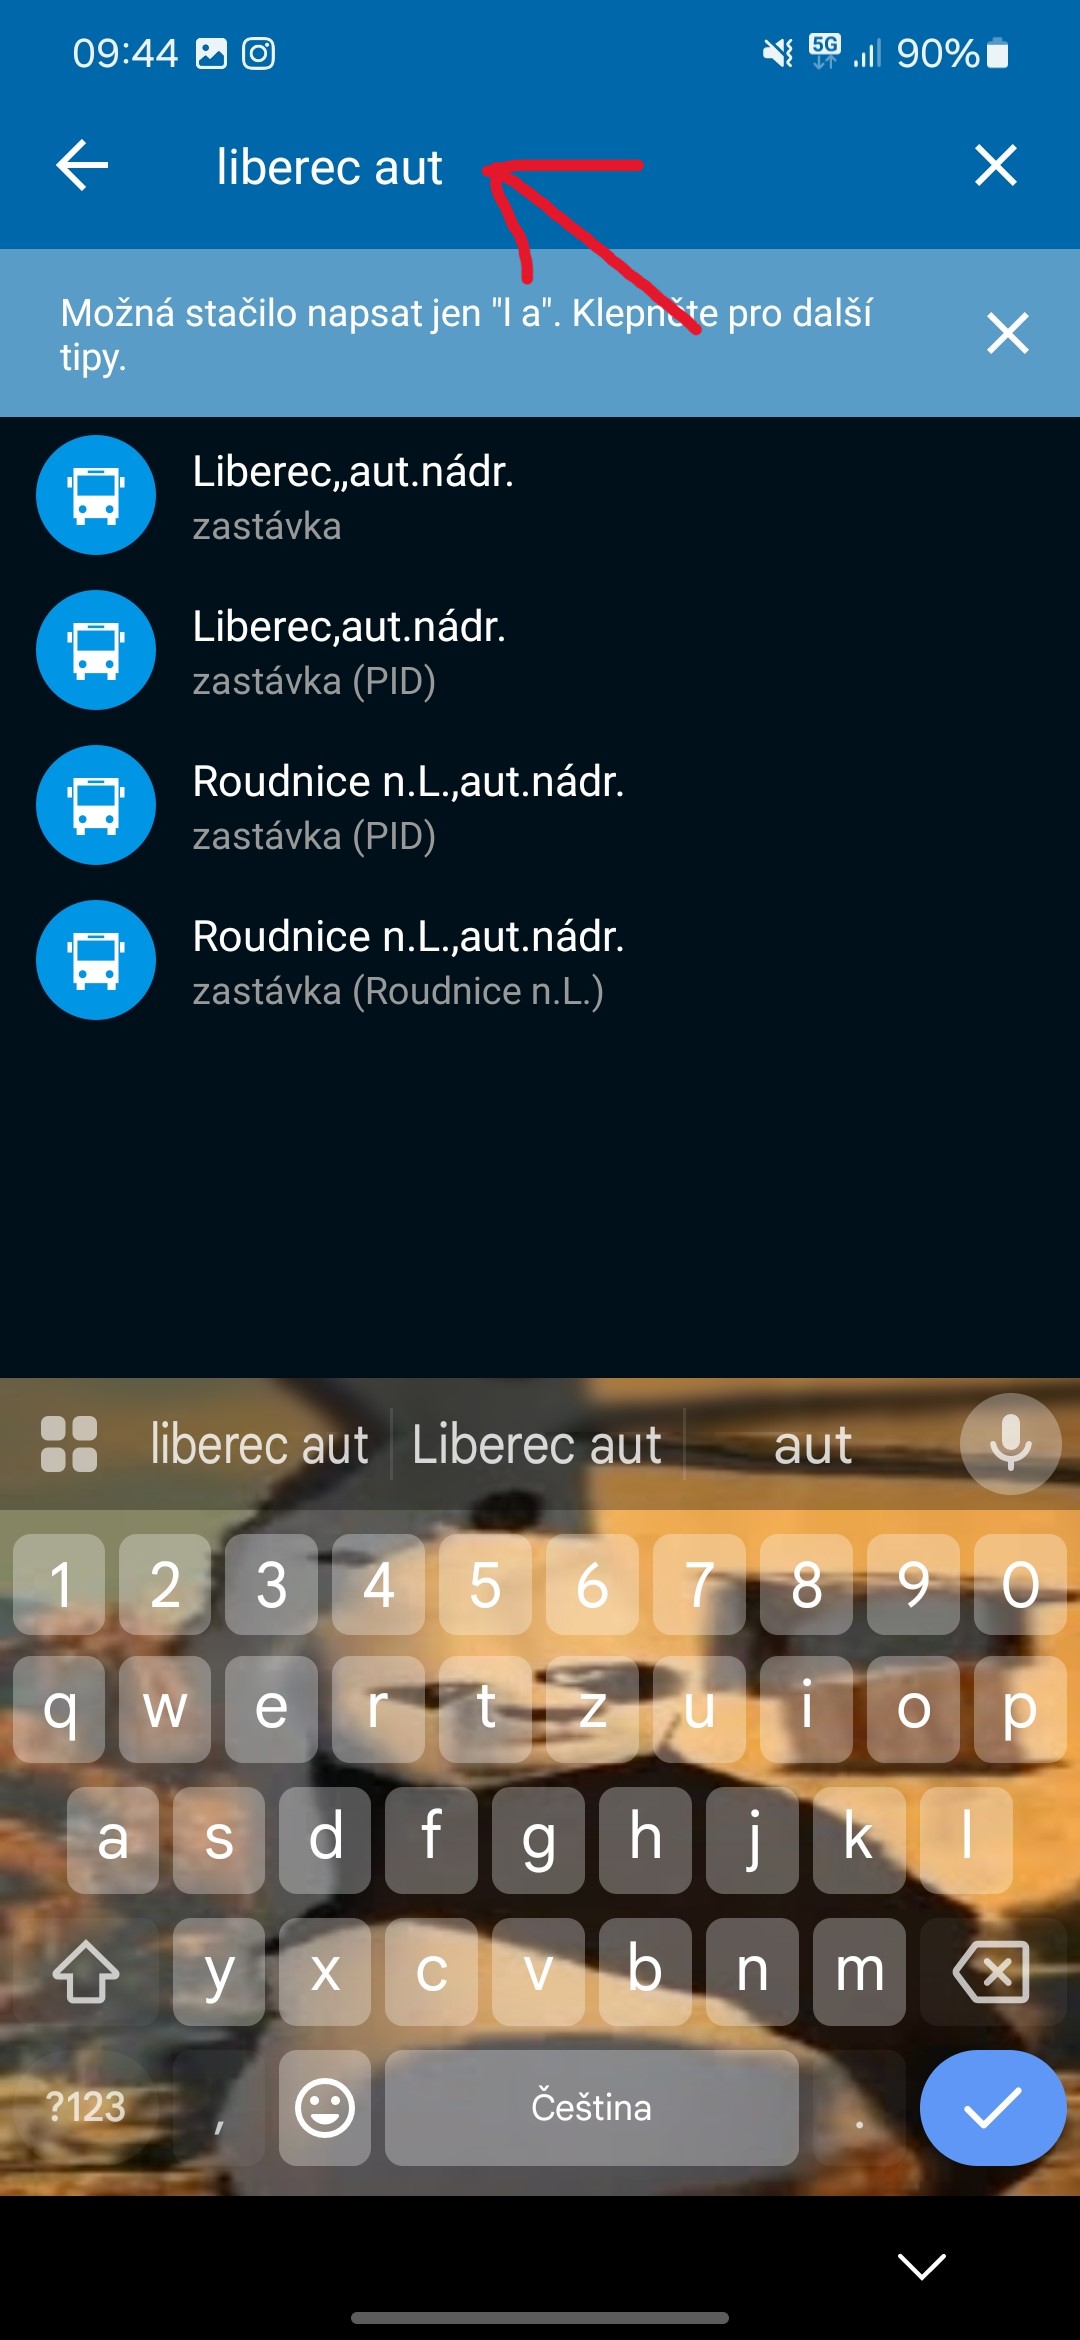 09:44 5G 90%
liberec aut
Možná stačilo napsat jen "l a". Klepněte pro další
tipy.
Liberec,,aut.nádr.
zastávka
Liberec,aut.nádr.
zastávka (PID)
Roudnice n.L.,aut.nádr.
zastávka (PID)
Roudnice n.L.,aut.nádr.
zastávka (Roudnice n.L.)
liberec aut Liberec aut aut
1 2 3 4 5 6 7 8 9 0
q w e r t z u i o p
a s d f g h j k l
y x c v b n m
?123 , Čeština .